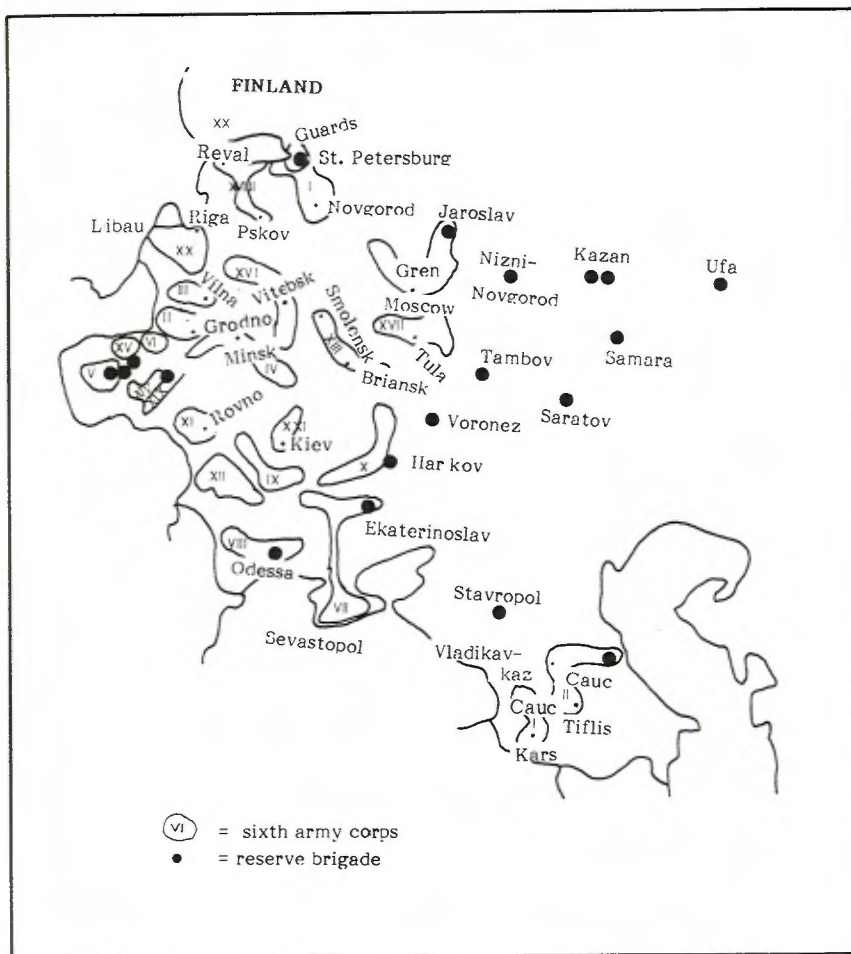 FINLAND
XX
Guards
Reval
St. Petersburg
XVIII
I
Novgorod
Pskov
Jaroslav
Libau
Riga
XX
Gren
Nizni-
Novgorod
Kazan
Ufa
XVI
Vilna
III
Vitebsk
Moscow
Smolensk
XVII
II
Grodno
Minsk
XIII
Tula
Samara
XV
VI
V
IV
Briansk
Tambov
Saratov
XI
Rovno
XXI
Kiev
Voronez
X
Har kov
XII
IX
Ekaterinoslav
VIII
Odessa
VII
Sevastopol
Stavropol
Vladikav-
kaz
Cauc
II
Cauc
I
Tiflis
Kars
VI = sixth army corps
= reserve brigade